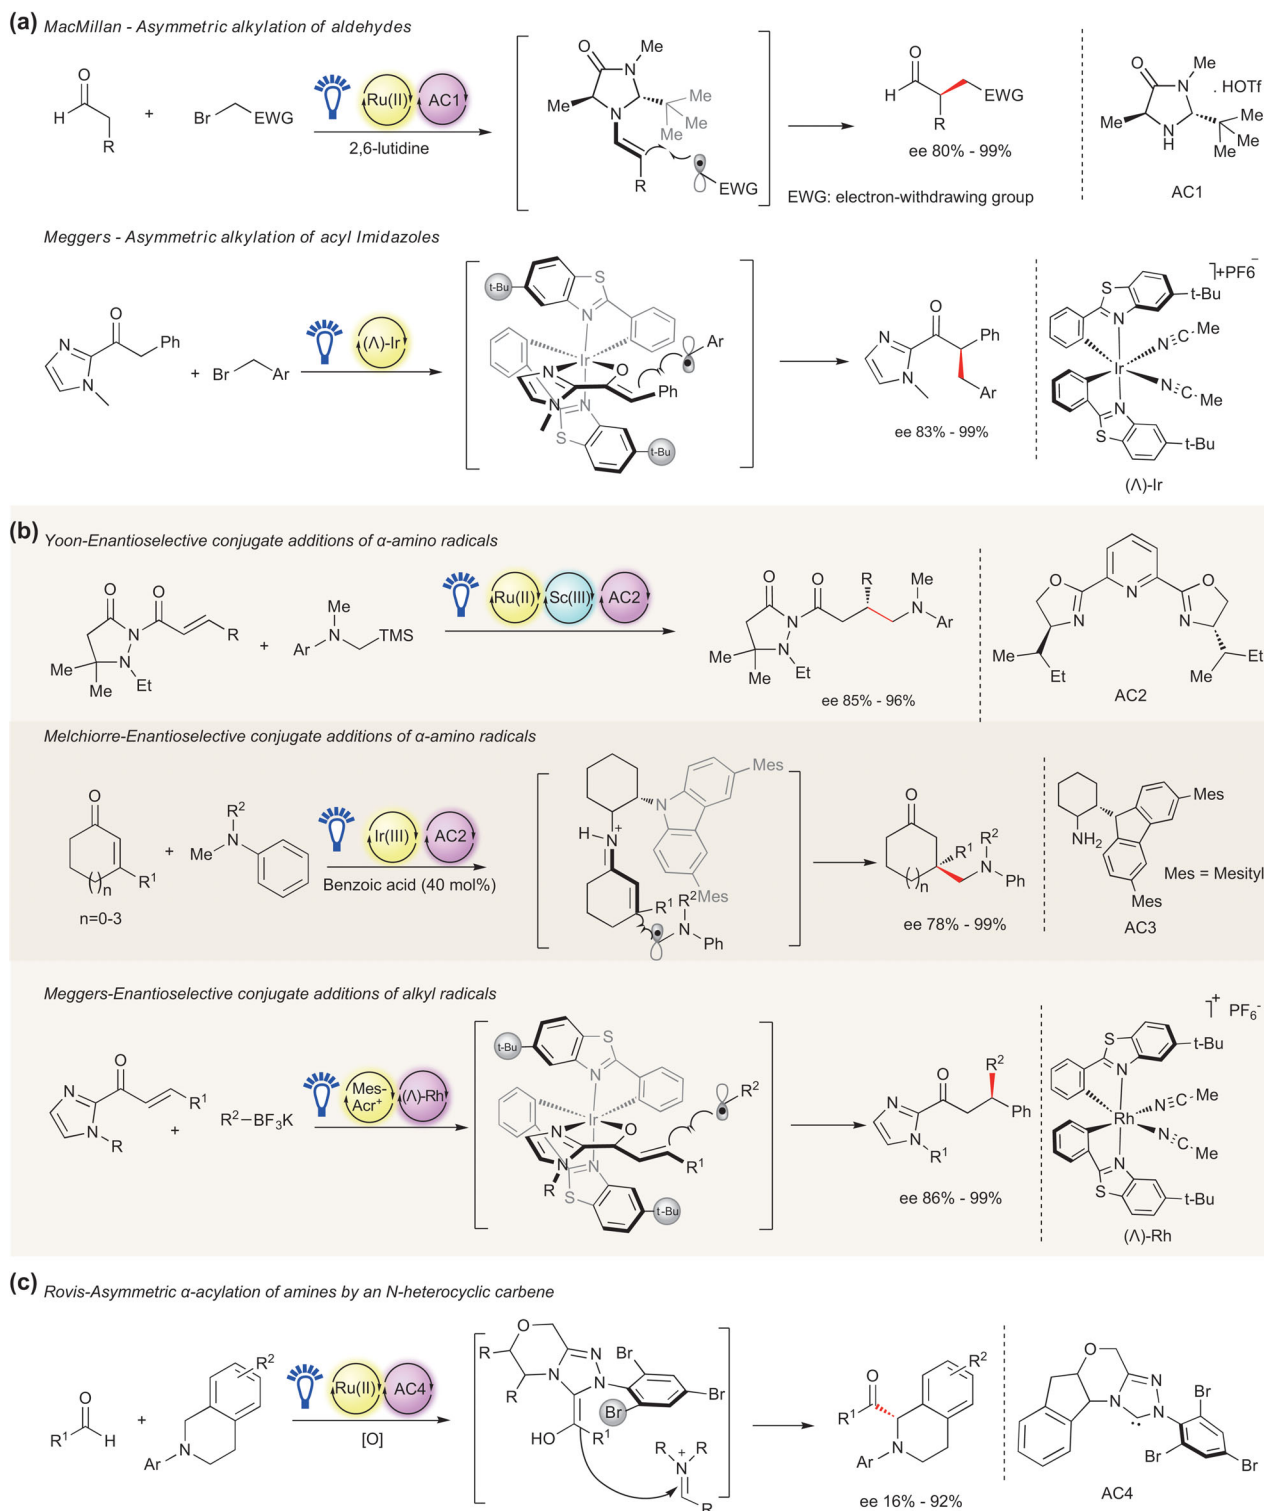 (a) MacMillan - Asymmetric alkylation of aldehydes
O
H
R
+
Br
EWG
Ru(II)
AC1
2,6-lutidine
O
Me
N
Me
N
Me
Me
Me
R
EWG
O
H
EWG
R
ee 80% - 99%
EWG: electron-withdrawing group
O
Me
N
. HOTf
Me
N
H
Me
Me
Me
AC1
Meggers - Asymmetric alkylation of acyl Imidazoles
O
N
Ph
N
+
Br
Ar
(Λ)-Ir
t-Bu
S
N
Ar
Ir
N
O
Ph
N
N
S
t-Bu
O
N
Ph
N
Ar
ee 83% - 99%
+PF6-
S
t-Bu
N
N≡C
Me
Ir
N≡C
Me
N
S
t-Bu
(Λ)-Ir
(b) Yoon-Enantioselective conjugate additions of α-amino radicals
O
O
N
R
N
Me
Me
Et
+
Me
N
TMS
Ar
Ru(II)
Sc(III)
AC2
O
O
R
Me
N
N
Ar
N
Me
Me
Et
ee 85% - 96%
O
N
O
N
N
Me
Et
Me
Et
AC2
Melchiorre-Enantioselective conjugate additions of α-amino radicals
O
( )n
R1
n=0-3
+
R2
N
Me
Ir(III)
AC2
Benzoic acid (40 mol%)
Mes
N
H
N
+
Mes
R1
R2
N
Ph
O
R2
R1
( )n
N
Ph
ee 78% - 99%
Mes
NH2
Mes = Mesityl
Mes
AC3
Meggers-Enantioselective conjugate additions of alkyl radicals
O
N
R1
N
R
+
R2-BF3K
Mes-
Acr+
(Λ)-Rh
t-Bu
S
N
R2
Ir
N
O
R1
N
R
N
S
t-Bu
R2
O
N
Ph
N
R1
ee 86% - 99%
+ PF6-
S
t-Bu
N
N≡C
Me
Rh
N≡C
Me
N
S
t-Bu
(Λ)-Rh
(c) Rovis-Asymmetric α-acylation of amines by an N-heterocyclic carbene
O
R1
H
+
R2
N
Ar
Ru(II)
AC4
[O]
O
R
N
N
N
R
Br
Br
Br
HO
R1
R
R
N
+
R
O
R1
R2
N
Ar
ee 16% - 92%
O
N
N
N
Br
Br
Br
AC4